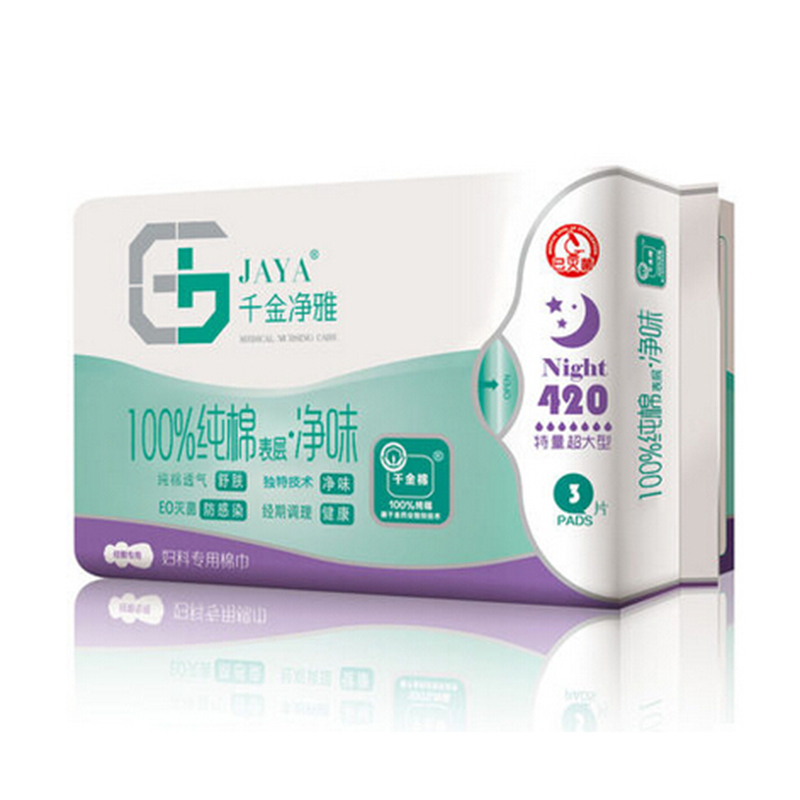 JAYA®
千金净雅
MEDICAL NURSING CARE
100%纯棉表层·净味
纯棉透气 舒肤 独特技术 净味
EO灭菌 防感染 经期调理 健康
千金棉®
100%纯棉
妇科专用棉巾
OPEN
已灭菌
Night
420
特量超大型
3片
PADS
100%纯棉表层·净味